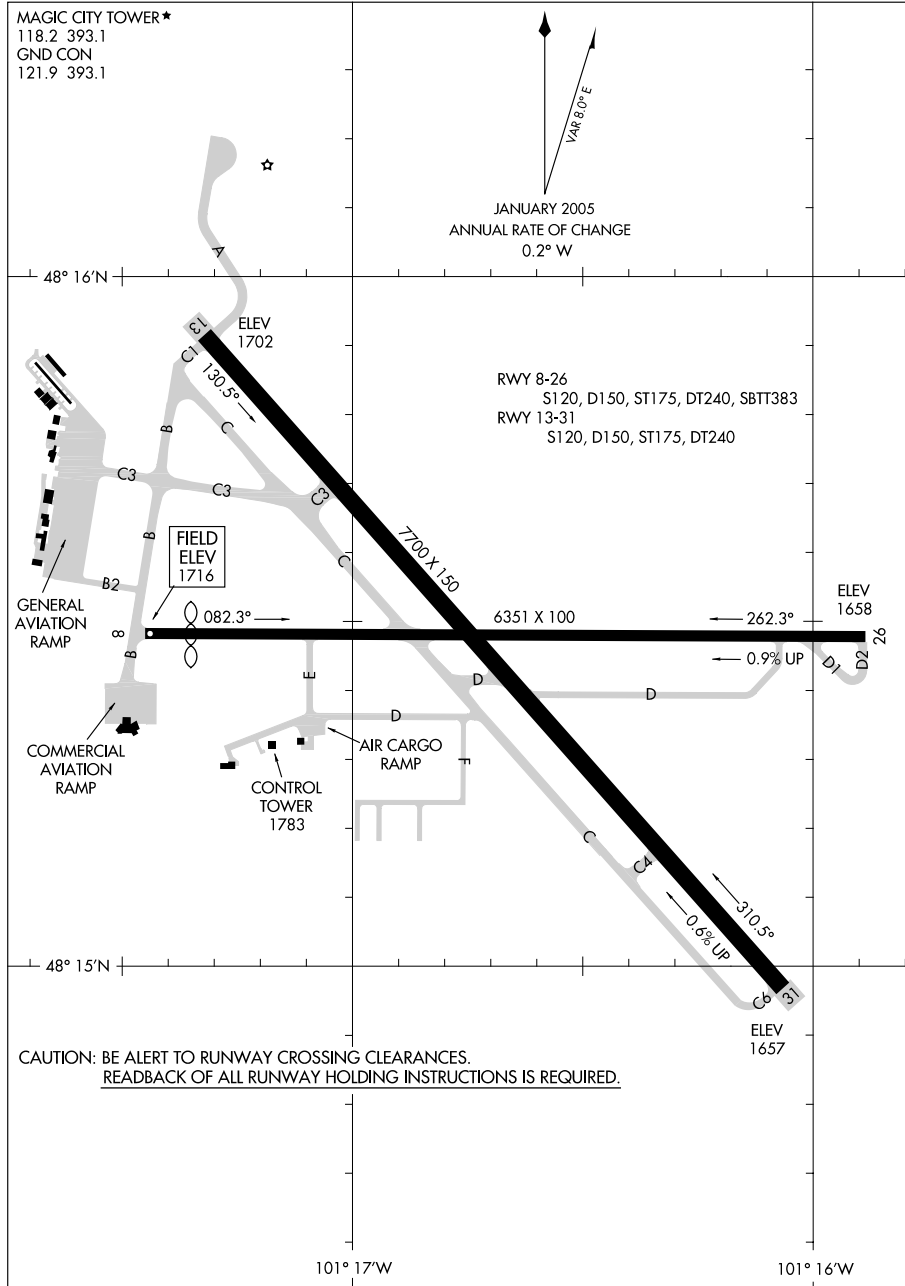 MAGIC CITY TOWER★
118.2 393.1
GND CON
121.9 393.1
VAR 8.0° E
JANUARY 2005
ANNUAL RATE OF CHANGE
0.2° W
48° 16'N
A
13
ELEV
1702
C1
130.5°
RWY 8-26
S120, D150, ST175, DT240, SBTT383
RWY 13-31
S120, D150, ST175, DT240
B
C
C3
C3
C3
7700 X 150
B
FIELD
ELEV
1716
C
B2
GENERAL
AVIATION
RAMP
ELEV
1658
8
082.3°
6351 X 100
262.3°
26
B
0.9% UP
D1
D2
E
D
D
D
COMMERCIAL
AVIATION
RAMP
AIR CARGO
RAMP
F
CONTROL
TOWER
1783
C
C4
310.5°
0.6% UP
48° 15'N
C6
31
ELEV
1657
CAUTION: BE ALERT TO RUNWAY CROSSING CLEARANCES.
READBACK OF ALL RUNWAY HOLDING INSTRUCTIONS IS REQUIRED.
101° 17'W
101° 16'W